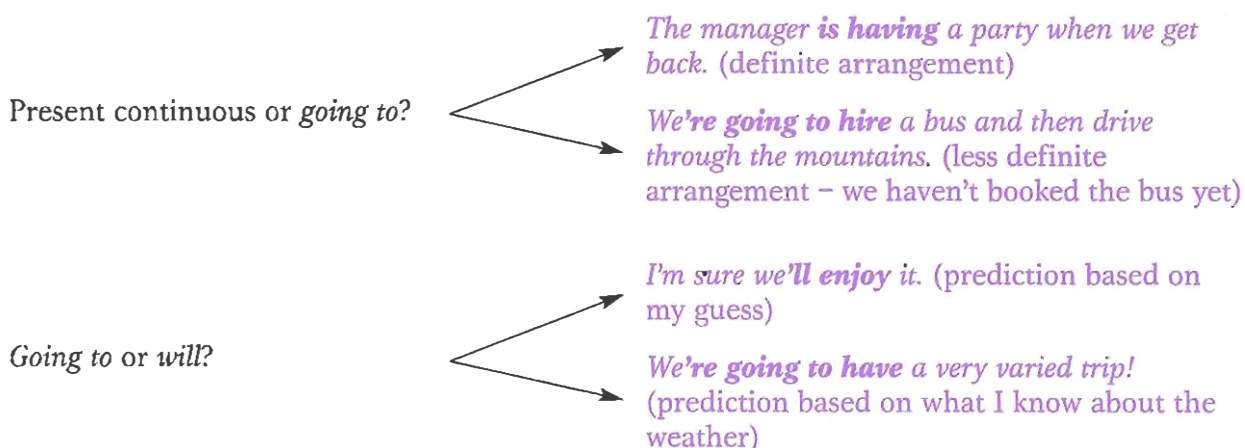 The manager is having a party when we get
back. (definite arrangement)
Present continuous or going to?
We're going to hire a bus and then drive
through the mountains. (less definite
arrangement – we haven't booked the bus yet)
I'm sure we'll enjoy it. (prediction based on
my guess)
Going to or will?
We're going to have a very varied trip!
(prediction based on what I know about the
weather)